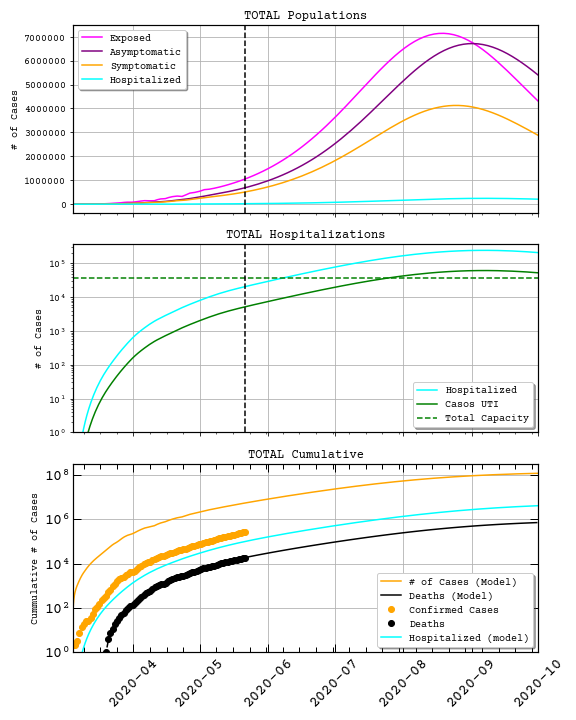 TOTAL Populations
7000000
6000000
5000000
4000000
3000000
2000000
1000000
0
# of Cases
Exposed
Asymptomatic
Symptomatic
Hospitalized
TOTAL Hospitalizations
10^5
10^4
10^3
10^2
10^1
10^0
# of Cases
Hospitalized
Casos UTI
Total Capacity
TOTAL Cumulative
10^8
10^6
10^4
10^2
10^0
Cummulative # of Cases
# of Cases (Model)
Deaths (Model)
Confirmed Cases
Deaths
Hospitalized (model)
2020-04
2020-05
2020-06
2020-07
2020-08
2020-09
2020-10